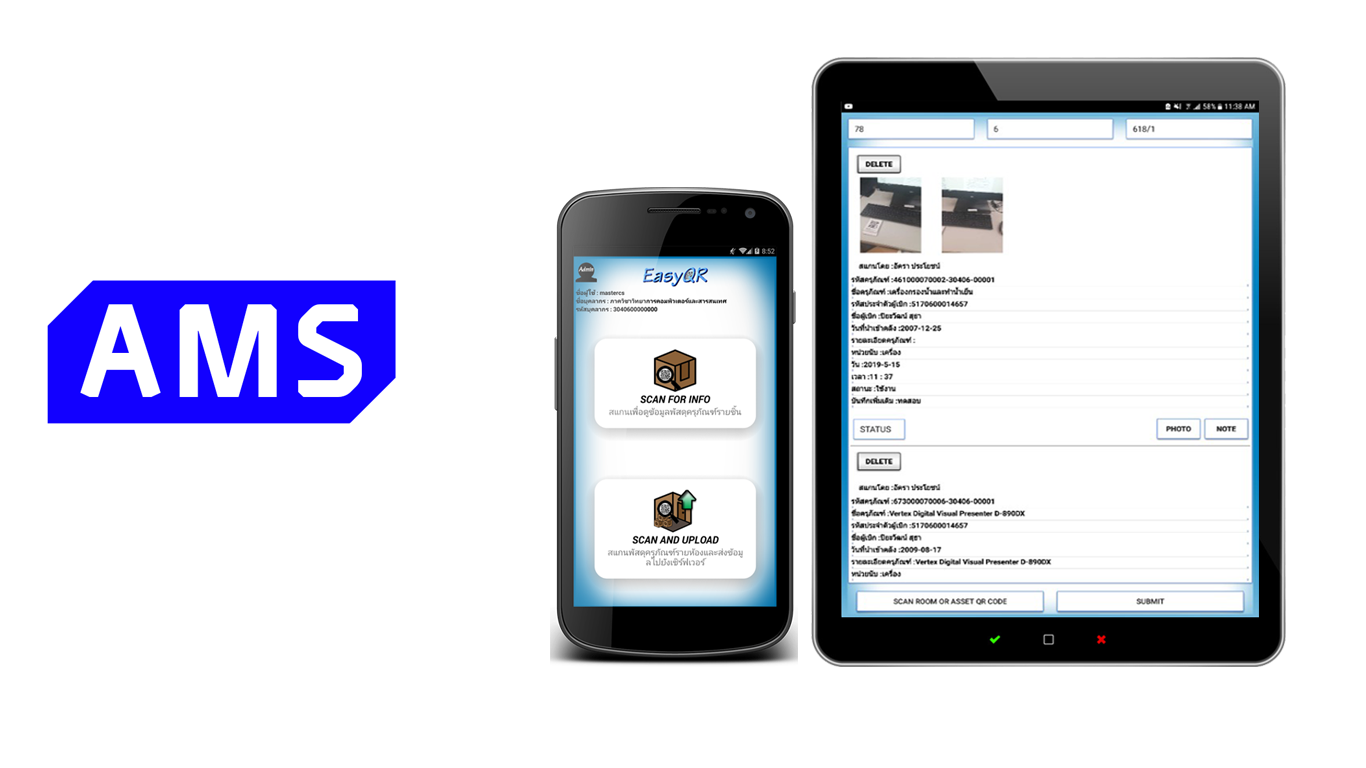 AMS
8:52
Admin
EasyQR
ชื่อผู้ใช้ : mastercs
ชื่อบุคลากร : ภาควิชาวิทยาการคอมพิวเตอร์และสารสนเทศ
รหัสบุคลากร : 3040600000000
SCAN FOR INFO
สแกนเพื่อดูข้อมูลพัสดุครุภัณฑ์รายชิ้น
SCAN AND UPLOAD
สแกนพัสดุครุภัณฑ์รายห้องและส่งข้อมู
ลไปยังเซิร์ฟเวอร์
58% 11:38 AM
78 6 618/1
DELETE
สแกนโดย :อัครา ประโยชน์
รหัสครุภัณฑ์ :461000070002-30406-00001
ชื่อครุภัณฑ์ :เครื่องกรองน้ำและทำน้ำเย็น
รหัสประจำตัวผู้เบิก :5170600014657
ชื่อผู้เบิก :ปิยะวัฒน์ สุธา
วันที่นำเข้าคลัง :2007-12-25
รายละเอียดครุภัณฑ์ :
หน่วยนับ :เครื่อง
วัน :2019-5-15
เวลา :11 : 37
สถานะ :ใช้งาน
บันทึกเพิ่มเติม :ทดสอบ
STATUS PHOTO NOTE
DELETE
สแกนโดย :อัครา ประโยชน์
รหัสครุภัณฑ์ :673000070006-30406-00001
ชื่อครุภัณฑ์ :Vertex Digital Visual Presenter D-890DX
รหัสประจำตัวผู้เบิก :5170600014657
ชื่อผู้เบิก :ปิยะวัฒน์ สุธา
วันที่นำเข้าคลัง :2009-08-17
รายละเอียดครุภัณฑ์ :Vertex Digital Visual Presenter D-890DX
หน่วยนับ :เครื่อง
SCAN ROOM OR ASSET QR CODE SUBMIT